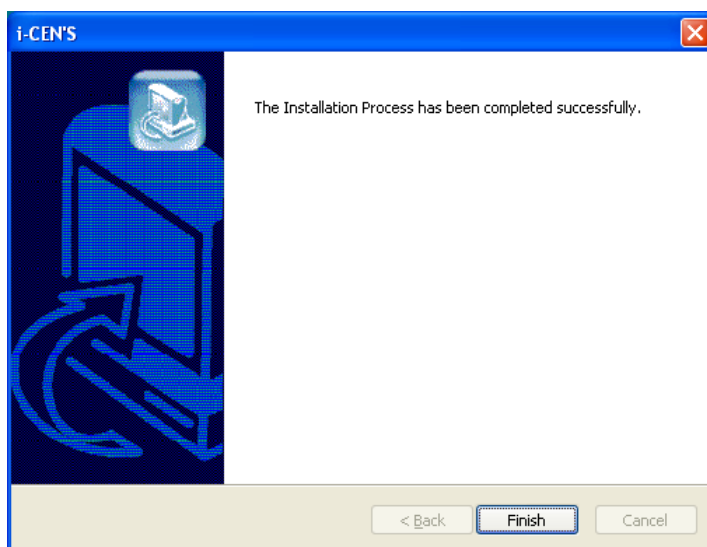 i-CEN'S
The Installation Process has been completed successfully.
< Back
Finish
Cancel